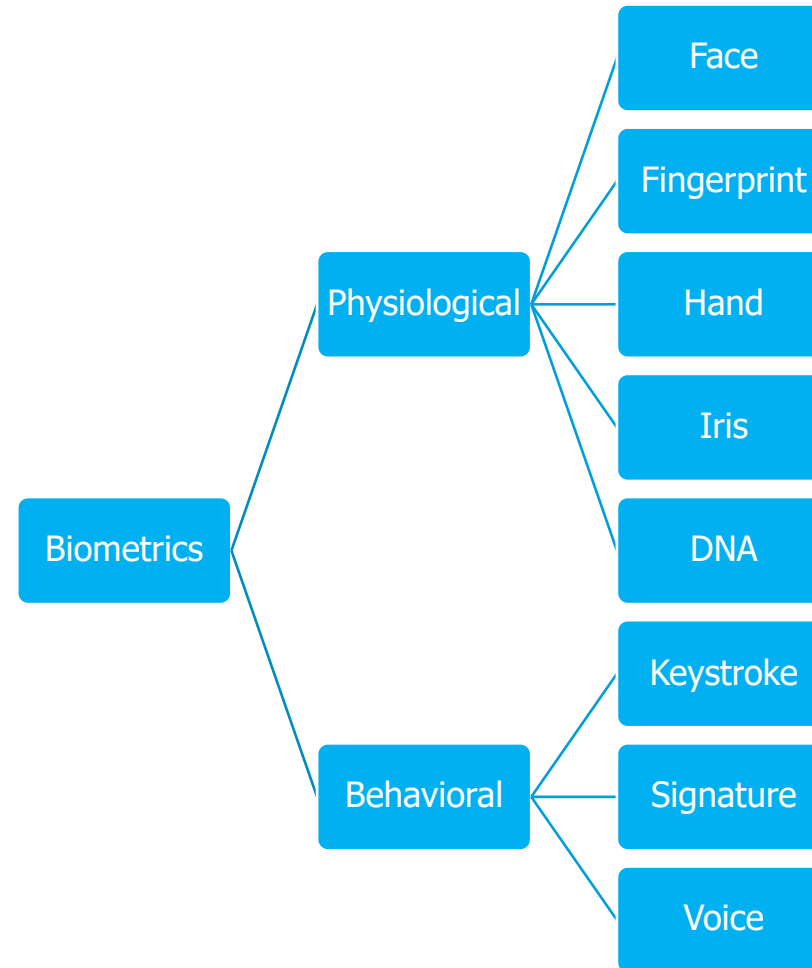 Face
Fingerprint
Physiological
Hand
Iris
Biometrics
DNA
Keystroke
Behavioral
Signature
Voice